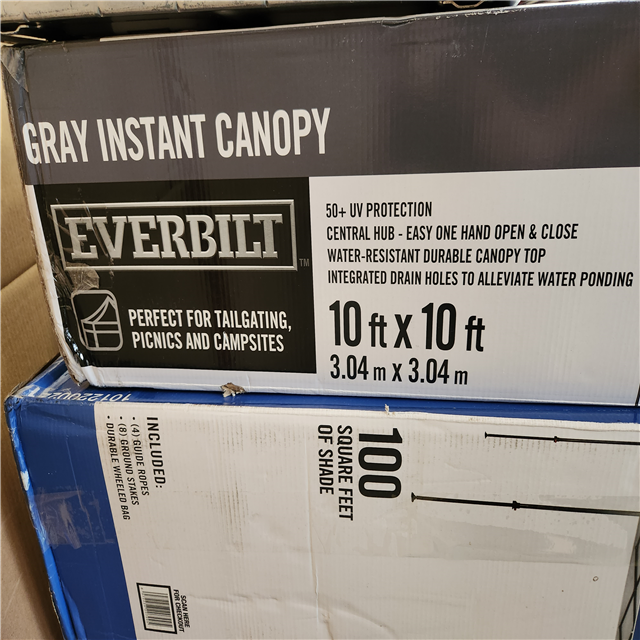 GRAY INSTANT CANOPY
EVERBILT™
50+ UV PROTECTION
CENTRAL HUB - EASY ONE HAND OPEN & CLOSE
WATER-RESISTANT DURABLE CANOPY TOP
INTEGRATED DRAIN HOLES TO ALLEVIATE WATER PONDING
PERFECT FOR TAILGATING,
PICNICS AND CAMPSITES
10 ft x 10 ft
3.04 m x 3.04 m
INCLUDED:
· (4) GUIDE ROPES
· (8) GROUND STAKES
· DURABLE WHEELED BAG
100
SQUARE FEET
OF SHADE
SCAN HERE
FOR CHECKOUT